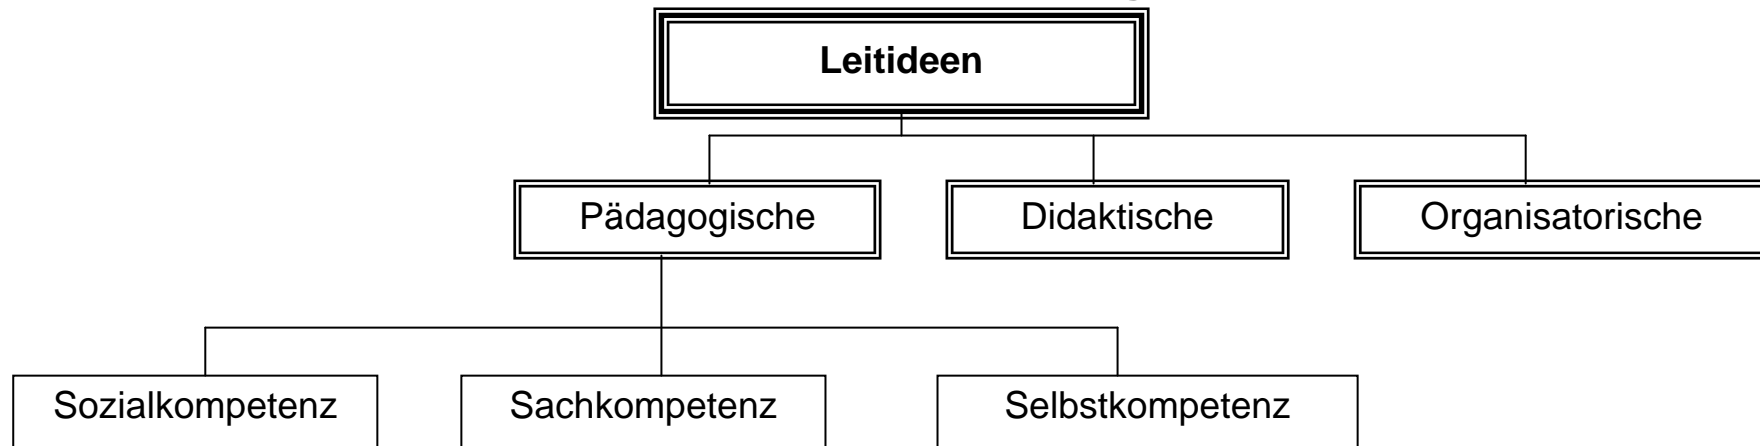 Leitideen
Pädagogische
Didaktische
Organisatorische
Sozialkompetenz
Sachkompetenz
Selbstkompetenz